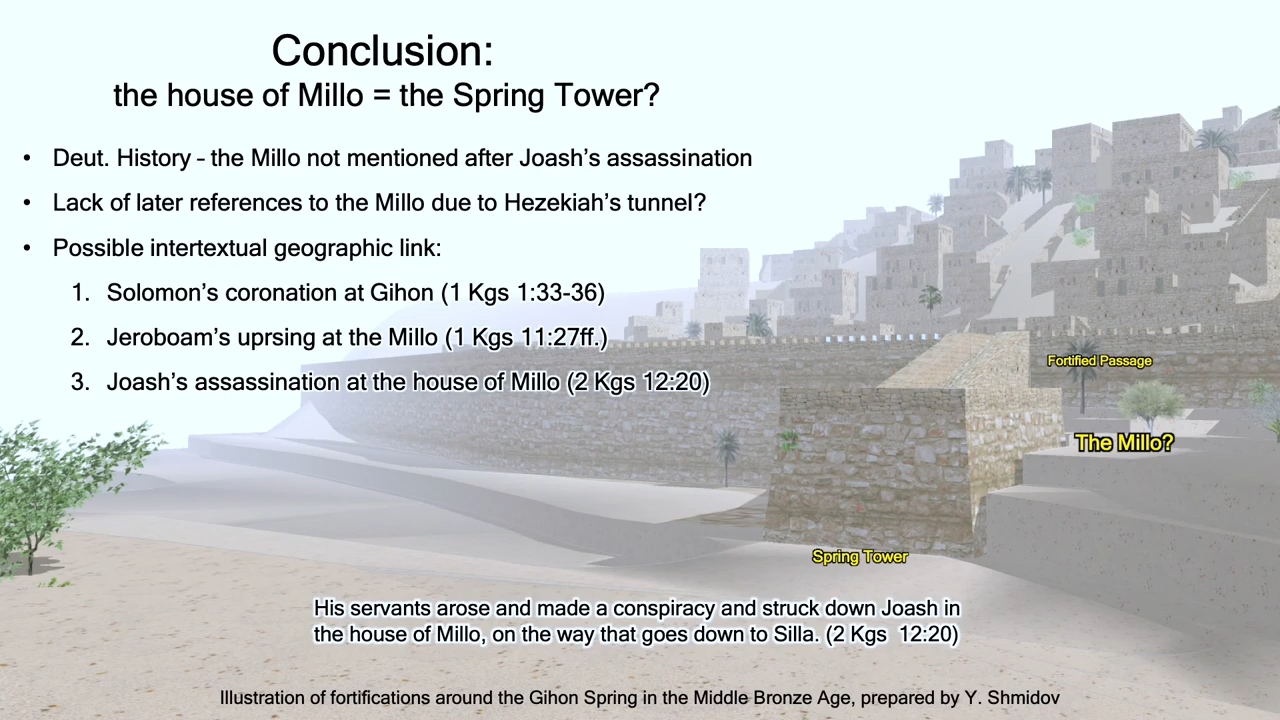 Conclusion:
the house of Millo = the Spring Tower?
• Deut. History – the Millo not mentioned after Joash’s assassination
• Lack of later references to the Millo due to Hezekiah’s tunnel?
• Possible intertextual geographic link:
1. Solomon’s coronation at Gihon (1 Kgs 1:33-36)
2. Jeroboam’s uprsing at the Millo (1 Kgs 11:27ff.)
3. Joash’s assassination at the house of Millo (2 Kgs 12:20)
Fortified Passage
The Millo?
Spring Tower
His servants arose and made a conspiracy and struck down Joash in
the house of Millo, on the way that goes down to Silla. (2 Kgs 12:20)
Illustration of fortifications around the Gihon Spring in the Middle Bronze Age, prepared by Y. Shmidov